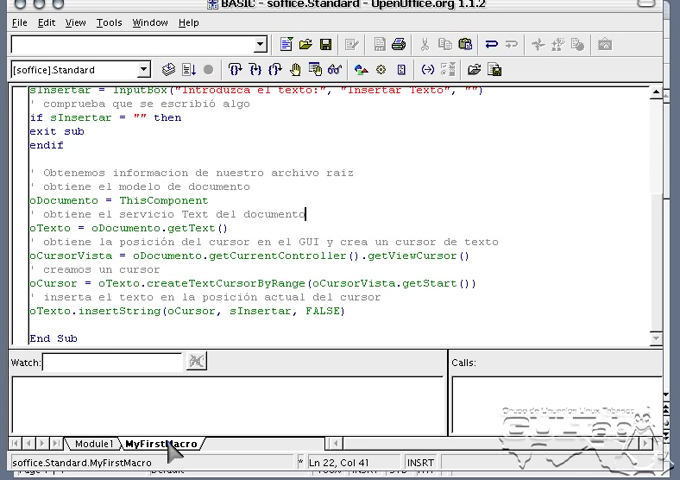 BASIC - soffice.Standard - OpenOffice.org 1.1.2
File Edit View Tools Window Help
[soffice].Standard
sInsertar = InputBox("Introduzca el texto:", "Insertar Texto", "")
' comprueba que se escribió algo
if sInsertar = "" then
exit sub
endif
' Obtenemos informacion de nuestro archivo raiz
' obtiene el modelo de documento
oDocumento = ThisComponent
' obtiene el servicio Text del documento
oTexto = oDocumento.getText()
' obtiene la posición del cursor en el GUI y crea un cursor de texto
oCursorVista = oDocumento.getCurrentController().getViewCursor()
' creamos un cursor
oCursor = oTexto.createTextCursorByRange(oCursorVista.getStart())
' inserta el texto en la posición actual del cursor
oTexto.insertString(oCursor, sInsertar, FALSE)
End Sub
Watch:
Calls:
Grupo de Usuarios Linux
GULTab
Module1 MyFirstMacro
soffice.Standard.MyFirstMacro * Ln 22, Col 41 INSRT